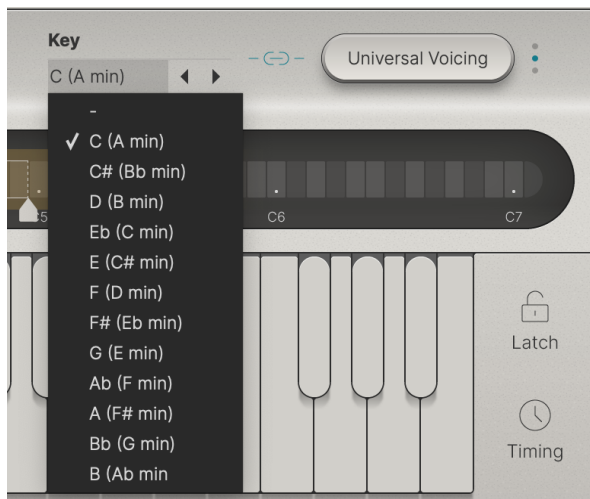 Key
C (A min)
Universal Voicing
-
C (A min)
C# (Bb min)
D (B min)
Eb (C min)
E (C# min)
F (D min)
F# (Eb min)
G (E min)
Ab (F min)
A (F# min)
Bb (G min)
B (Ab min
C6
C7
Latch
Timing